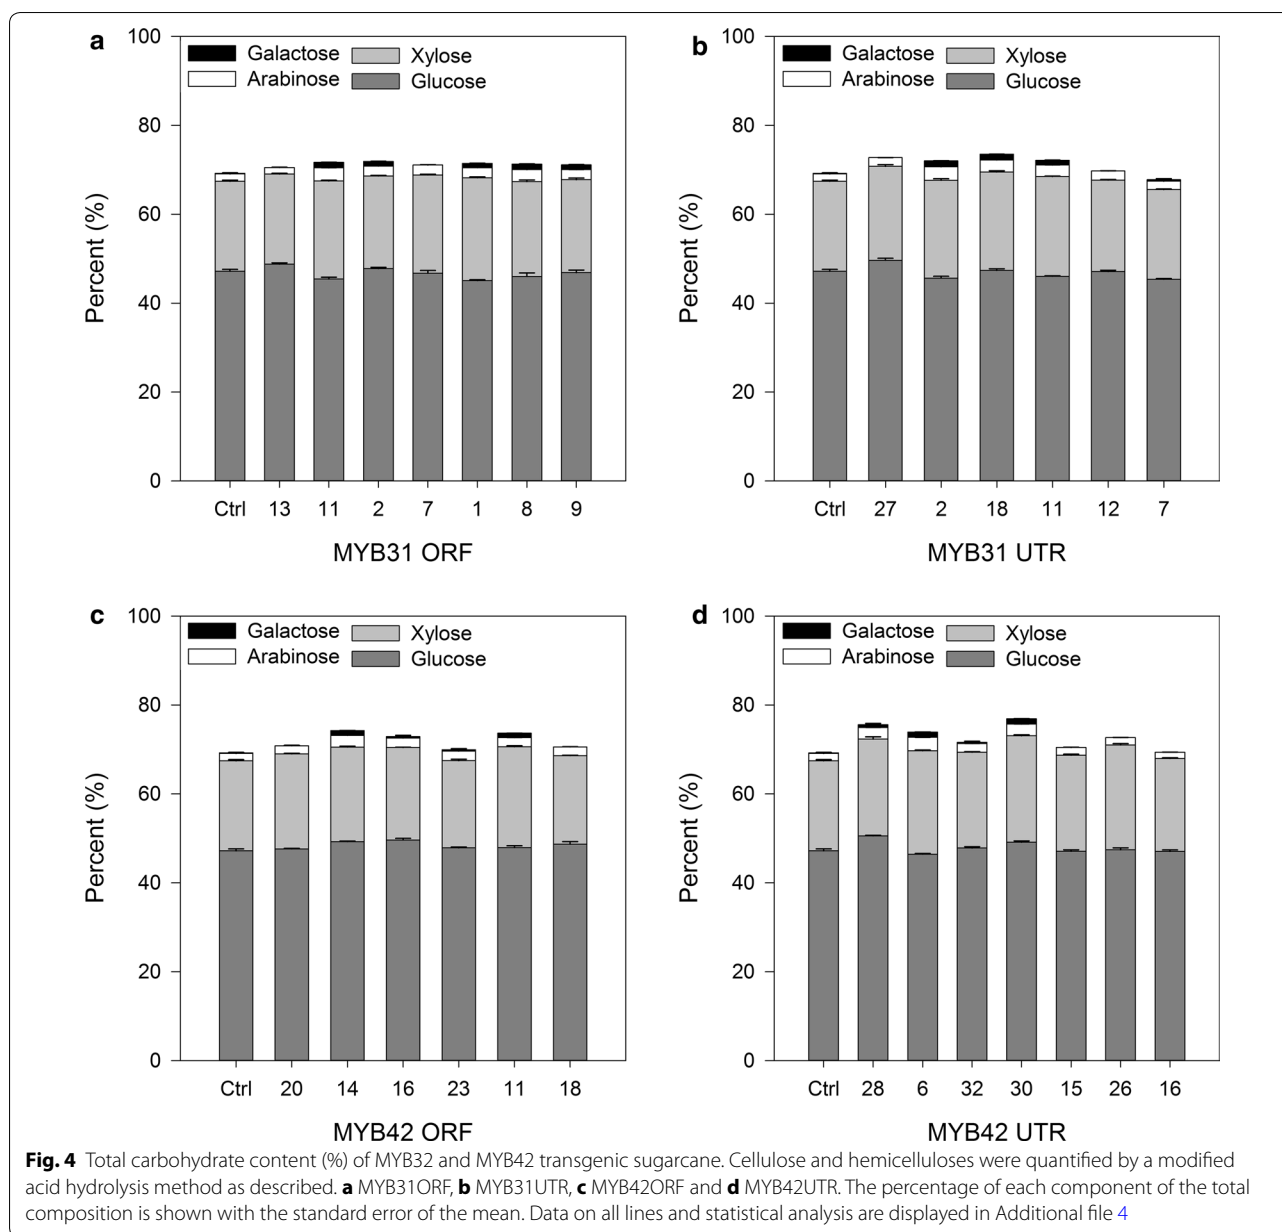 a
100
80
60
40
20
0
Percent (%)
Galactose
Xylose
Arabinose
Glucose
Ctrl 13 11 2 7 1 8 9
MYB31 ORF
b
100
80
60
40
20
0
Percent (%)
Galactose
Xylose
Arabinose
Glucose
Ctrl 27 2 18 11 12 7
MYB31 UTR
c
100
80
60
40
20
0
Percent (%)
Galactose
Xylose
Arabinose
Glucose
Ctrl 20 14 16 23 11 18
MYB42 ORF
d
100
80
60
40
20
0
Percent (%)
Galactose
Xylose
Arabinose
Glucose
Ctrl 28 6 32 30 15 26 16
MYB42 UTR
Fig. 4 Total carbohydrate content (%) of MYB32 and MYB42 transgenic sugarcane. Cellulose and hemicelluloses were quantified by a modified
acid hydrolysis method as described. a MYB31ORF, b MYB31UTR, c MYB42ORF and d MYB42UTR. The percentage of each component of the total
composition is shown with the standard error of the mean. Data on all lines and statistical analysis are displayed in Additional file 4